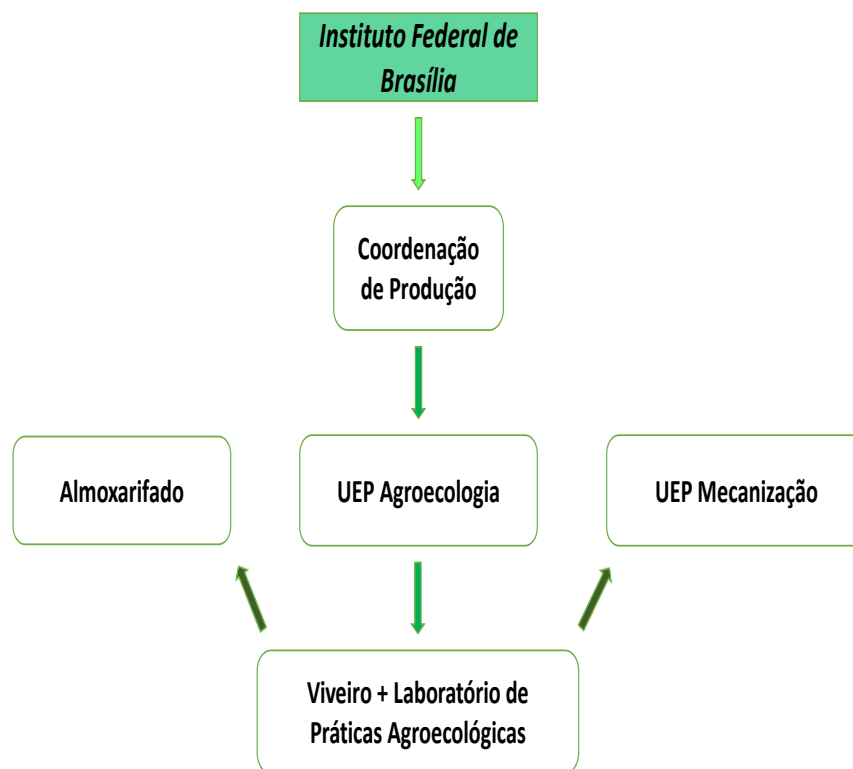 Instituto Federal de
Brasília
Coordenação
de Produção
Almoxarifado
UEP Agroecologia
UEP Mecanização
Viveiro + Laboratório de
Práticas Agroecológicas